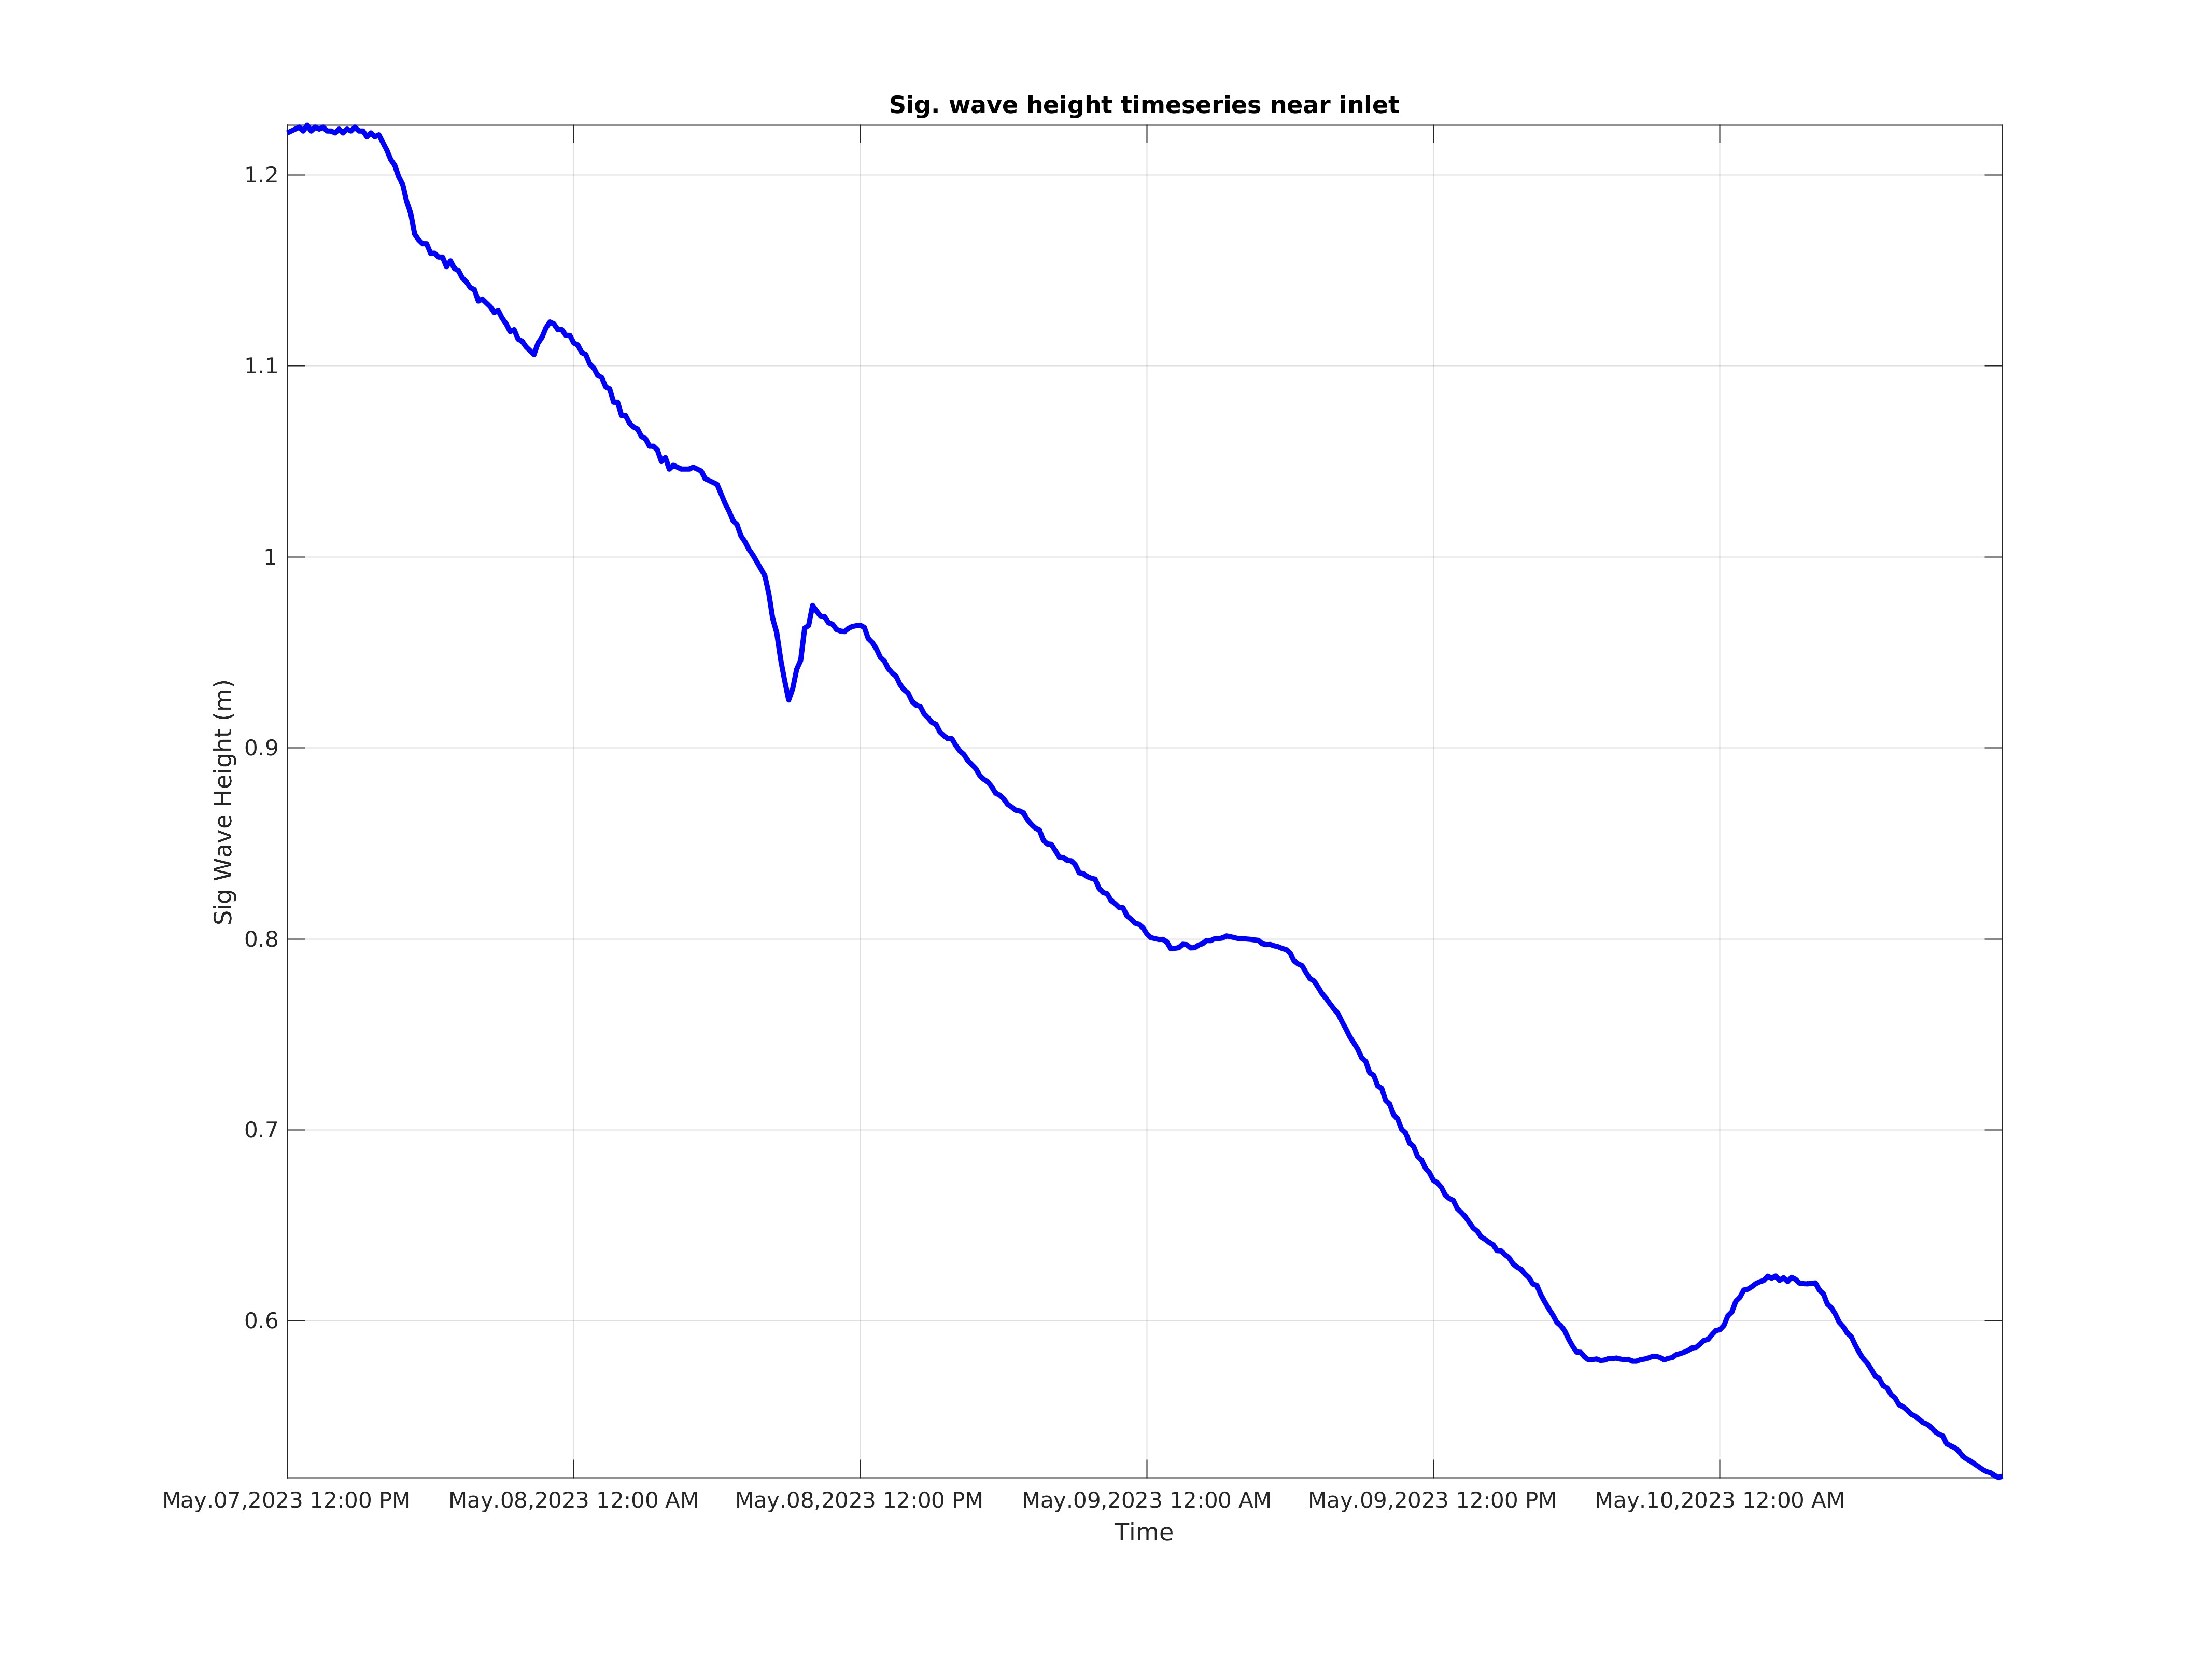 Sig. wave height timeseries near inlet
Sig Wave Height (m)
1.2
1.1
1
0.9
0.8
0.7
0.6
May.07,2023 12:00 PM
May.08,2023 12:00 AM
May.08,2023 12:00 PM
May.09,2023 12:00 AM
May.09,2023 12:00 PM
May.10,2023 12:00 AM
Time